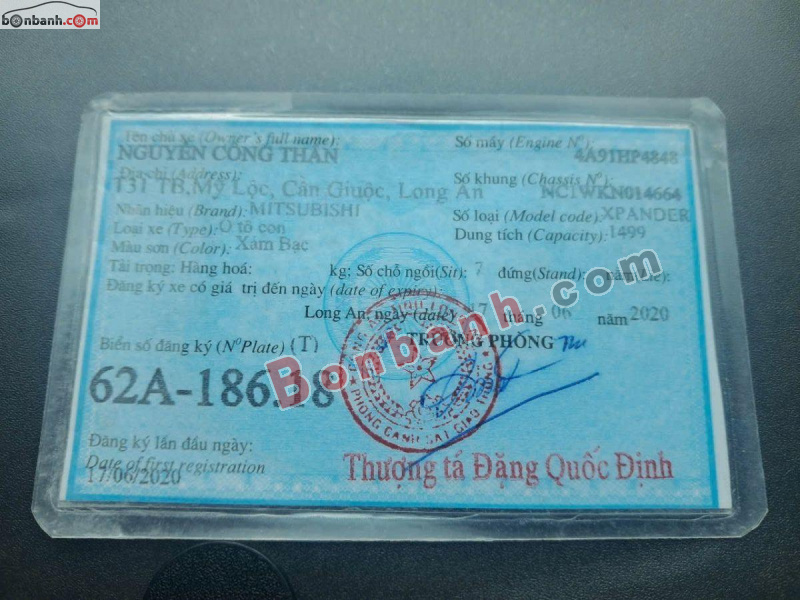 bonbanh.com
Tên chủ xe (Owner's full name):
NGUYỄN CÔNG THÂN
Địa chỉ (Address):
T31 TB.Mỹ Lộc, Cần Giuộc, Long An
Nhãn hiệu (Brand): MITSUBISHI
Loại xe (Type): Ô tô con
Màu sơn (Color): Xám Bạc
Tải trọng: Hàng hoá: kg: Số chỗ ngồi(Sit): 7 đứng(Stand): nằm(Lie):
Đăng ký xe có giá trị đến ngày (date of expiry):
Số máy (Engine Nº):
4A91HP4848
Số khung (Chassis Nº):
NC1WKN014664
Số loại (Model code): XPANDER
Dung tích (Capacity): 1499
Long An, ngày (date) 17 tháng 06 năm 2020
TRƯỞNG PHÒNG
Biển số đăng ký (NºPlate) (T)
62A-186.18
Đăng ký lần đầu ngày:
Date of first registration
17/06/2020
PHÒNG CẢNH SÁT GIAO THÔNG
Thượng tá Đặng Quốc Định
Bonbanh.com